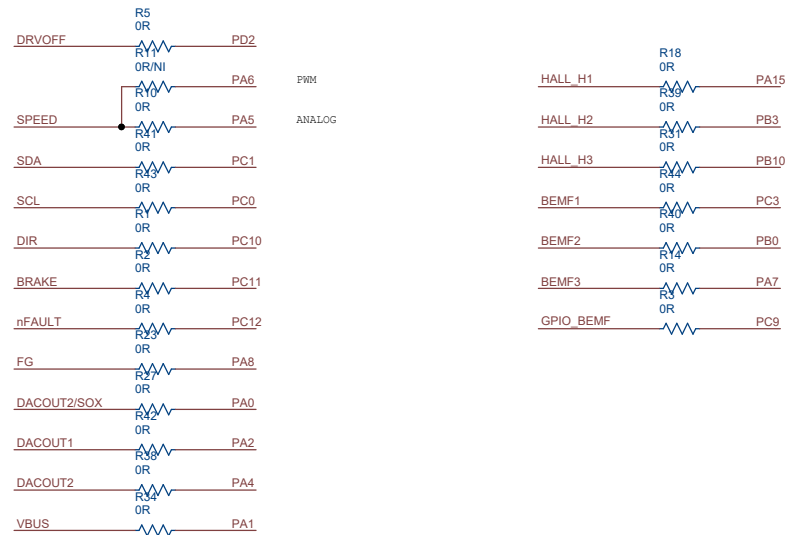 R5
0R
DRVOFF PD2
R11
0R/NI
PA6 PWM
R10
0R
SPEED PA5 ANALOG
R41
0R
SDA PC1
R43
0R
SCL PC0
R1
0R
DIR PC10
R2
0R
BRAKE PC11
R4
0R
nFAULT PC12
R23
0R
FG PA8
R27
0R
DACOUT2/SOX PA0
R42
0R
DACOUT1 PA2
R38
0R
DACOUT2 PA4
R34
0R
VBUS PA1
R18
0R
HALL_H1 PA15
R39
0R
HALL_H2 PB3
R31
0R
HALL_H3 PB10
R44
0R
BEMF1 PC3
R40
0R
BEMF2 PB0
R14
0R
BEMF3 PA7
R3
0R
GPIO_BEMF PC9